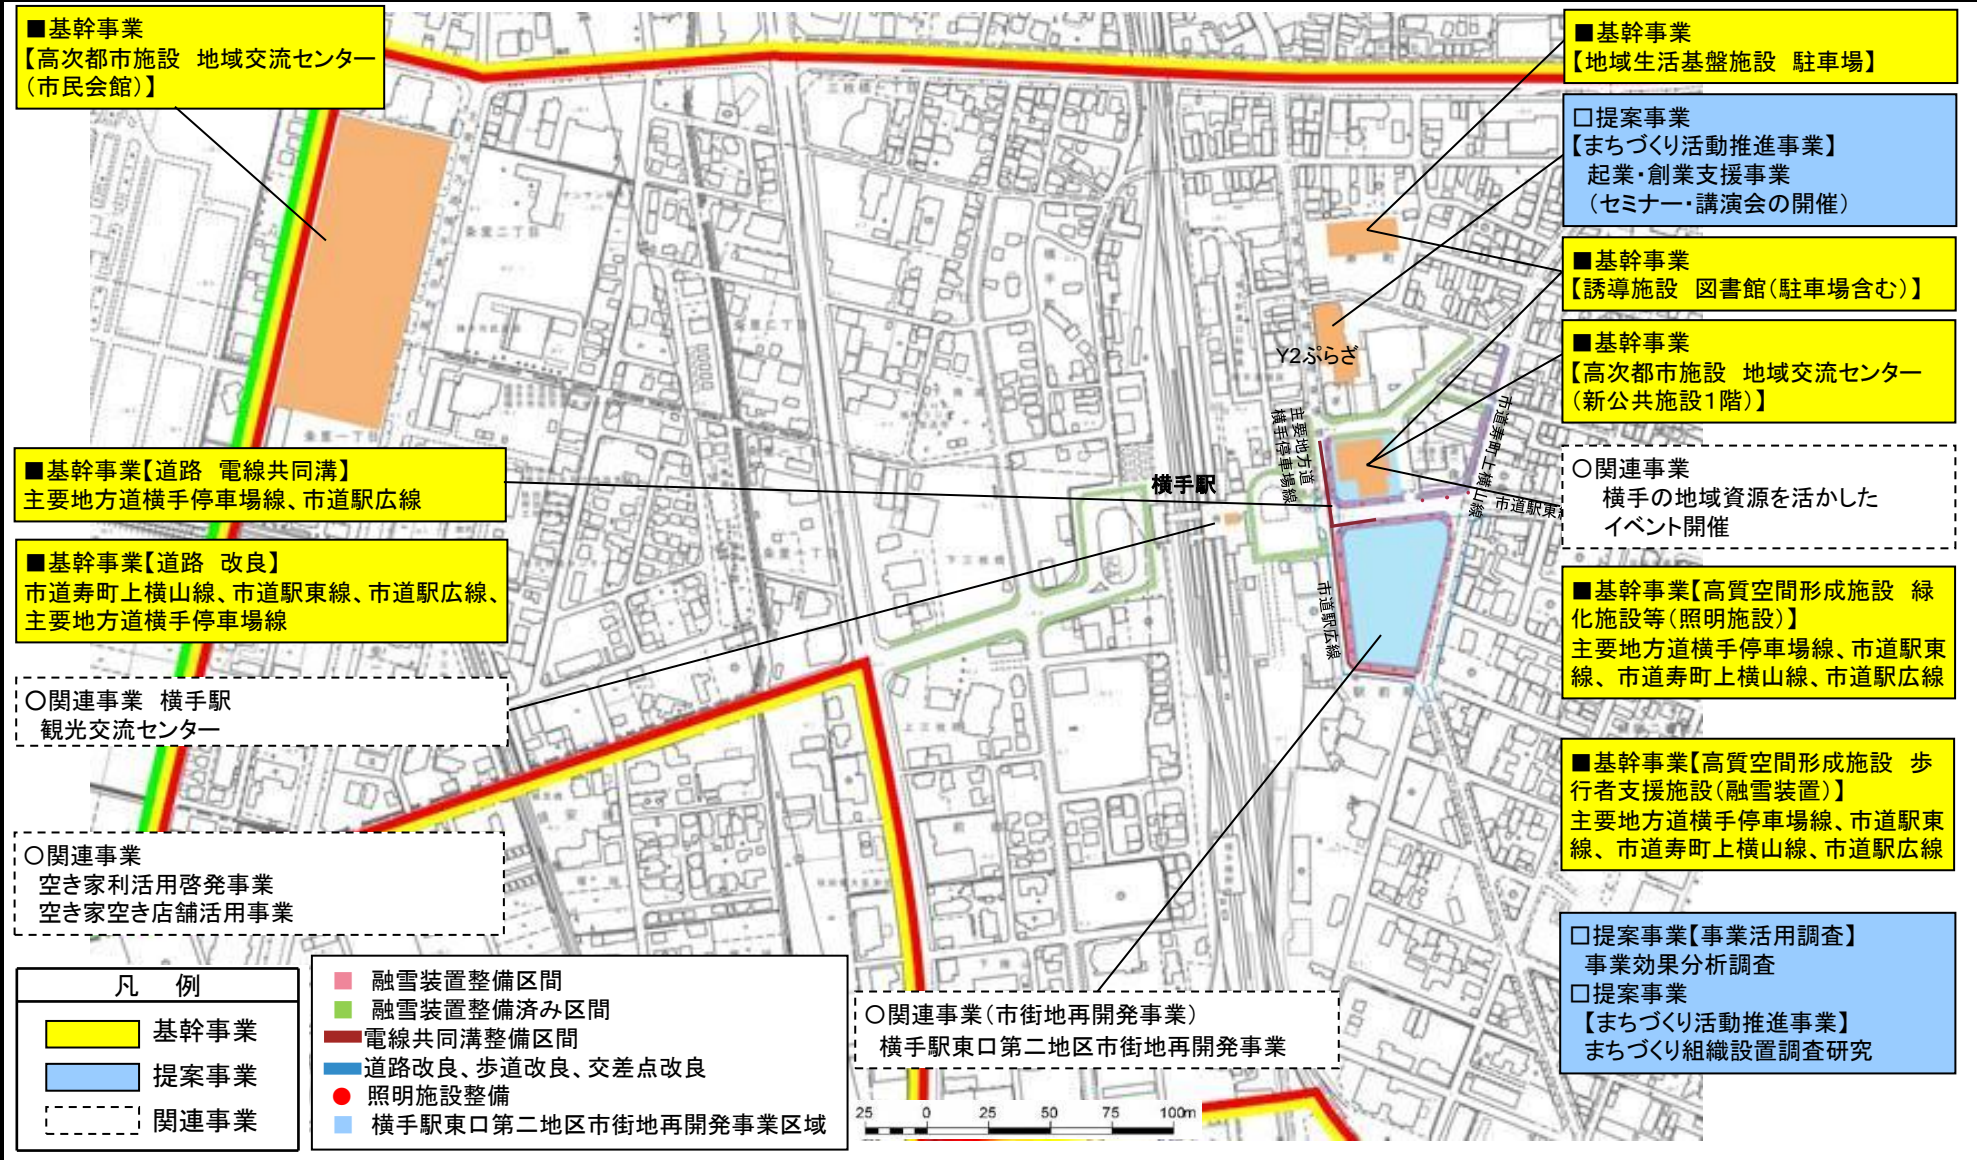 ■基幹事業
【高次都市施設　地域交流センター
（市民会館）】
■基幹事業【道路　電線共同溝】
主要地方道横手停車場線、市道駅広線
■基幹事業【道路　改良】
市道寿町上横山線、市道駅東線、市道駅広線、
主要地方道横手停車場線
○関連事業　横手駅
観光交流センター
○関連事業
空き家利活用啓発事業
空き家空き店舗活用事業
凡　例
基幹事業
提案事業
関連事業
融雪装置整備区間
融雪装置整備済み区間
電線共同溝整備区間
道路改良、歩道改良、交差点改良
照明施設整備
横手駅東口第二地区市街地再開発事業区域
Y2ぷらざ
主要地方道
横手停車場線
横手駅
市道寿町上横山線
市道駅東
市道駅広線
○関連事業（市街地再開発事業）
横手駅東口第二地区市街地再開発事業
25 0 25 50 75 100m
■基幹事業
【地域生活基盤施設　駐車場】
□提案事業
【まちづくり活動推進事業】
起業・創業支援事業
（セミナー・講演会の開催）
■基幹事業
【誘導施設　図書館（駐車場含む）】
■基幹事業
【高次都市施設　地域交流センター
（新公共施設１階）】
○関連事業
横手の地域資源を活かした
イベント開催
■基幹事業【高質空間形成施設　緑
化施設等（照明施設）】
主要地方道横手停車場線、市道駅東
線、 市道寿町上横山線、市道駅広線
■基幹事業【高質空間形成施設　歩
行者支援施設（融雪装置）】
主要地方道横手停車場線、市道駅東
線、 市道寿町上横山線、市道駅広線
□提案事業【事業活用調査】
事業効果分析調査
□提案事業
【まちづくり活動推進事業】
まちづくり組織設置調査研究